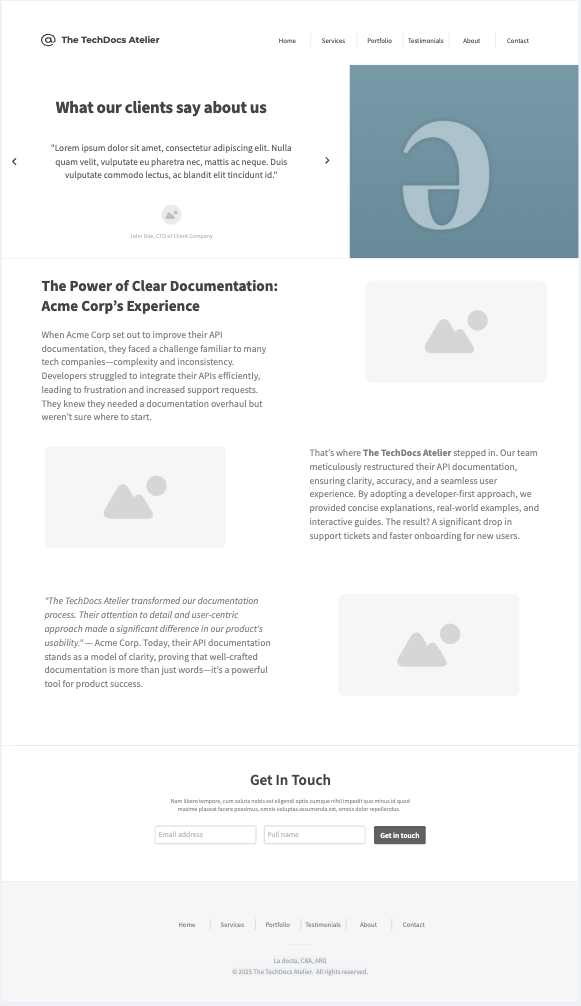 The TechDocs Atelier
Home
Services
Portfolio
Testimonials
About
Contact
What our clients say about us
"Lorem ipsum dolor sit amet, consectetur adipiscing elit. Nulla
quam velit, vulputate eu pharetra nec, mattis ac neque. Duis
vulputate commodo lectus, ac blandit elit tincidunt id."
John Doe, CTO of Client Company
The Power of Clear Documentation:
Acme Corp’s Experience
When Acme Corp set out to improve their API
documentation, they faced a challenge familiar to many
tech companies—complexity and inconsistency.
Developers struggled to integrate their APIs efficiently,
leading to frustration and increased support requests.
They knew they needed a documentation overhaul but
weren’t sure where to start.
That’s where The TechDocs Atelier stepped in. Our team
meticulously restructured their API documentation,
ensuring clarity, accuracy, and a seamless user
experience. By adopting a developer-first approach, we
provided concise explanations, real-world examples, and
interactive guides. The result? A significant drop in
support tickets and faster onboarding for new users.
"The TechDocs Atelier transformed our documentation
process. Their attention to detail and user-centric
approach made a significant difference in our product's
usability." — Acme Corp. Today, their API documentation
stands as a model of clarity, proving that well-crafted
documentation is more than just words—it’s a powerful
tool for product success.
Get In Touch
Nam libero tempore, cum soluta nobis est eligendi optio cumque nihil impedit quo minus id quod
maxime placeat facere possimus, omnis voluptas assumenda est, omnis dolor repellendus.
Email address
Full name
Get in touch
Home
Services
Portfolio
Testimonials
About
Contact
La docta, CBA, ARG
© 2025 The TechDocs Atelier. All rights reserved.